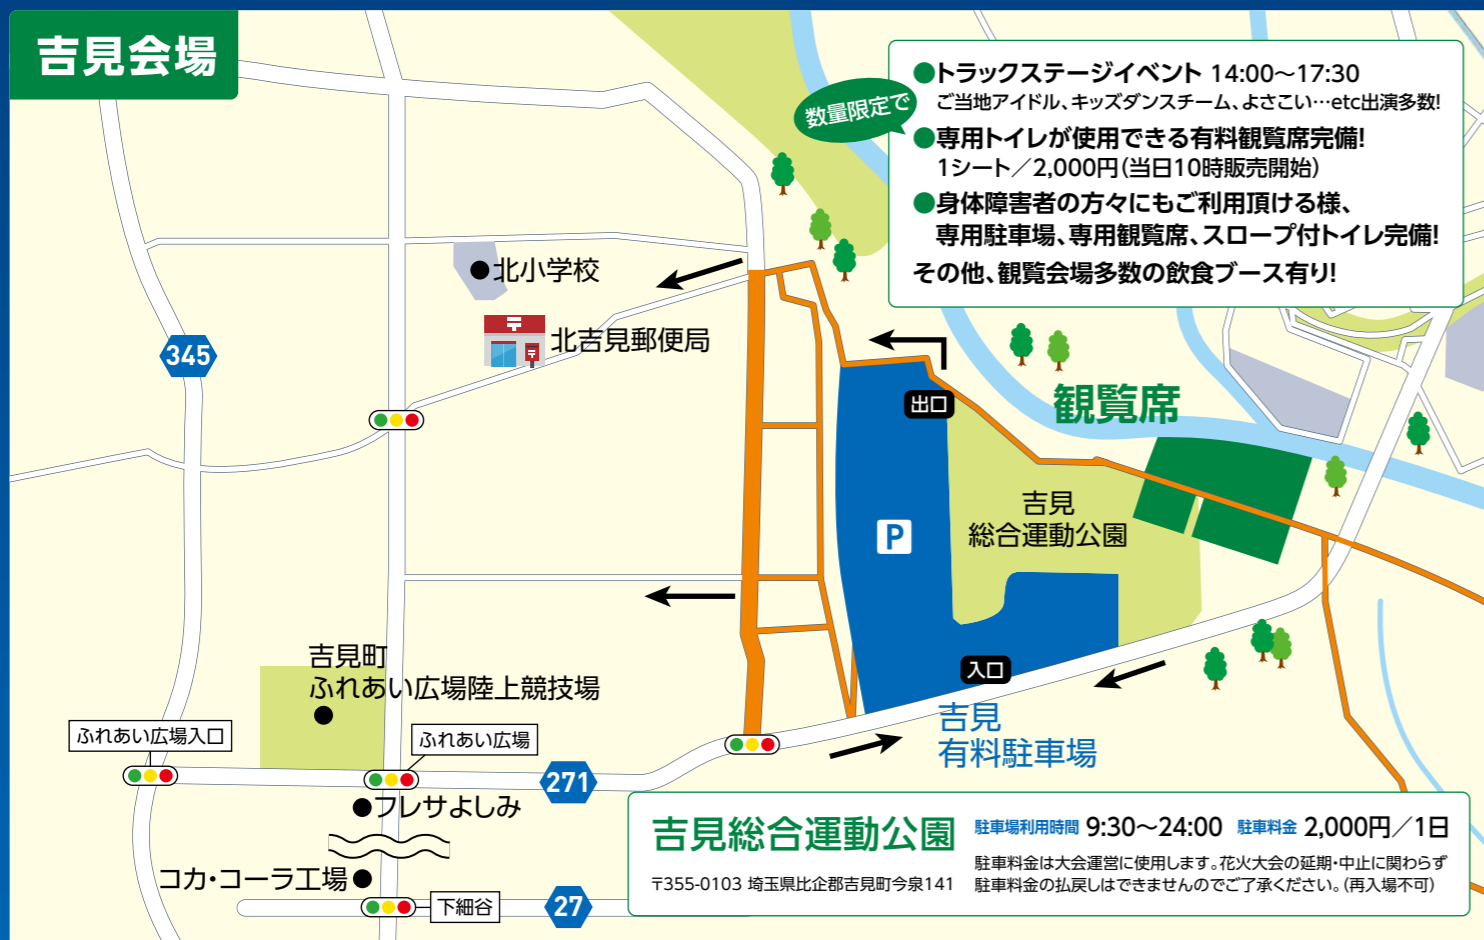 吉見会場
●トラックステージイベント 14:00～17:30
ご当地アイドル、キッズダンスチーム、よさこい…etc出演多数!
数量限定で
●専用トイレが使用できる有料観覧席完備!
1シート／2,000円(当日10時販売開始)
●身体障害者の方々にもご利用頂ける様、
専用駐車場、専用観覧席、スロープ付トイレ完備!
その他、観覧会場多数の飲食ブース有り!
北小学校
北吉見郵便局
345
出口
観覧席
吉見
総合運動公園
P
吉見町
ふれあい広場陸上競技場
入口
吉見
有料駐車場
ふれあい広場入口
ふれあい広場
271
フレサよしみ
コカ・コーラ工場
下細谷
27
吉見総合運動公園
〒355-0103 埼玉県比企郡吉見町今泉141
駐車場利用時間 9:30～24:00 駐車料金 2,000円／1日
駐車料金は大会運営に使用します。花火大会の延期・中止に関わらず
駐車料金の払戻しはできませんのでご了承ください。(再入場不可)